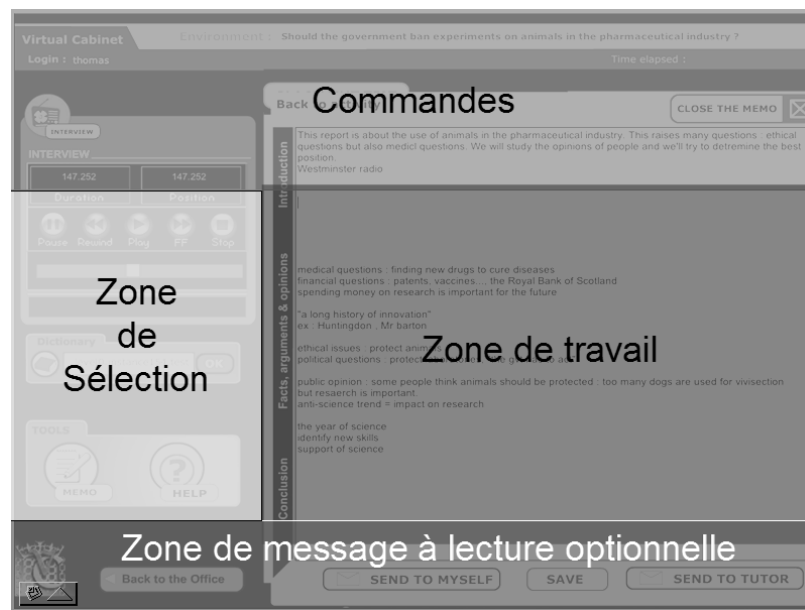 Virtual Cabinet
Environment : Should the government ban experiments on animals in the pharmaceutical industry ?
Login : thomas
Time elapsed :
Commandes
Back to activity
CLOSE THE MEMO
INTERVIEW
INTERVIEW
147.252 147.252
Duration Position
Pause Rewind Play FF Stop
Zone
de
Sélection
Dictionary
OK
TOOLS
MEMO HELP
Introduction
This report is about the use of animals in the pharmaceutical industry. This raises many questions : ethical
questions but also medicl questions. We will study the opinions of people and we'll try to detremine the best
position.
Westminster radio
Facts, arguments & opinions
medical questions : finding new drugs to cure diseases
financial questions : patents, vaccines.... the Royal Bank of Scotland
spending money on research is important for the future
"a long history of innovation"
ex : Huntingdon . Mr barton
ethical issues : protect
political questions : protect
Zone de travail
public opinion : some people think animals should be protected : too many dogs are used for vivisection
but resaerch is important.
anti-science trend = impact on research
the year of science
identify new skills
support of science
Conclusion
Zone de message à lecture optionnelle
Back to the Office
SEND TO MYSELF
SAVE
SEND TO TUTOR